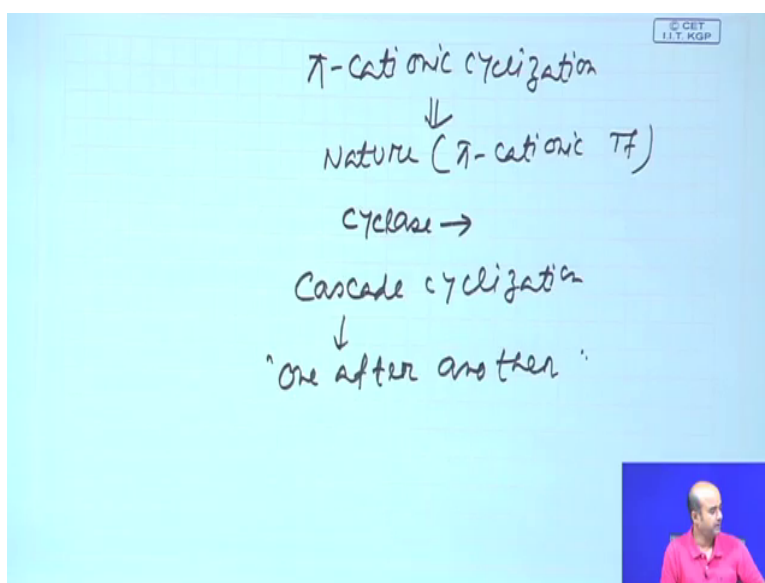 © CET
I.I.T. KGP
π-cationic cyclization
⇓
Nature (π-cationic Tf)
cyclase →
Cascade cyclization
↓
"one after another"